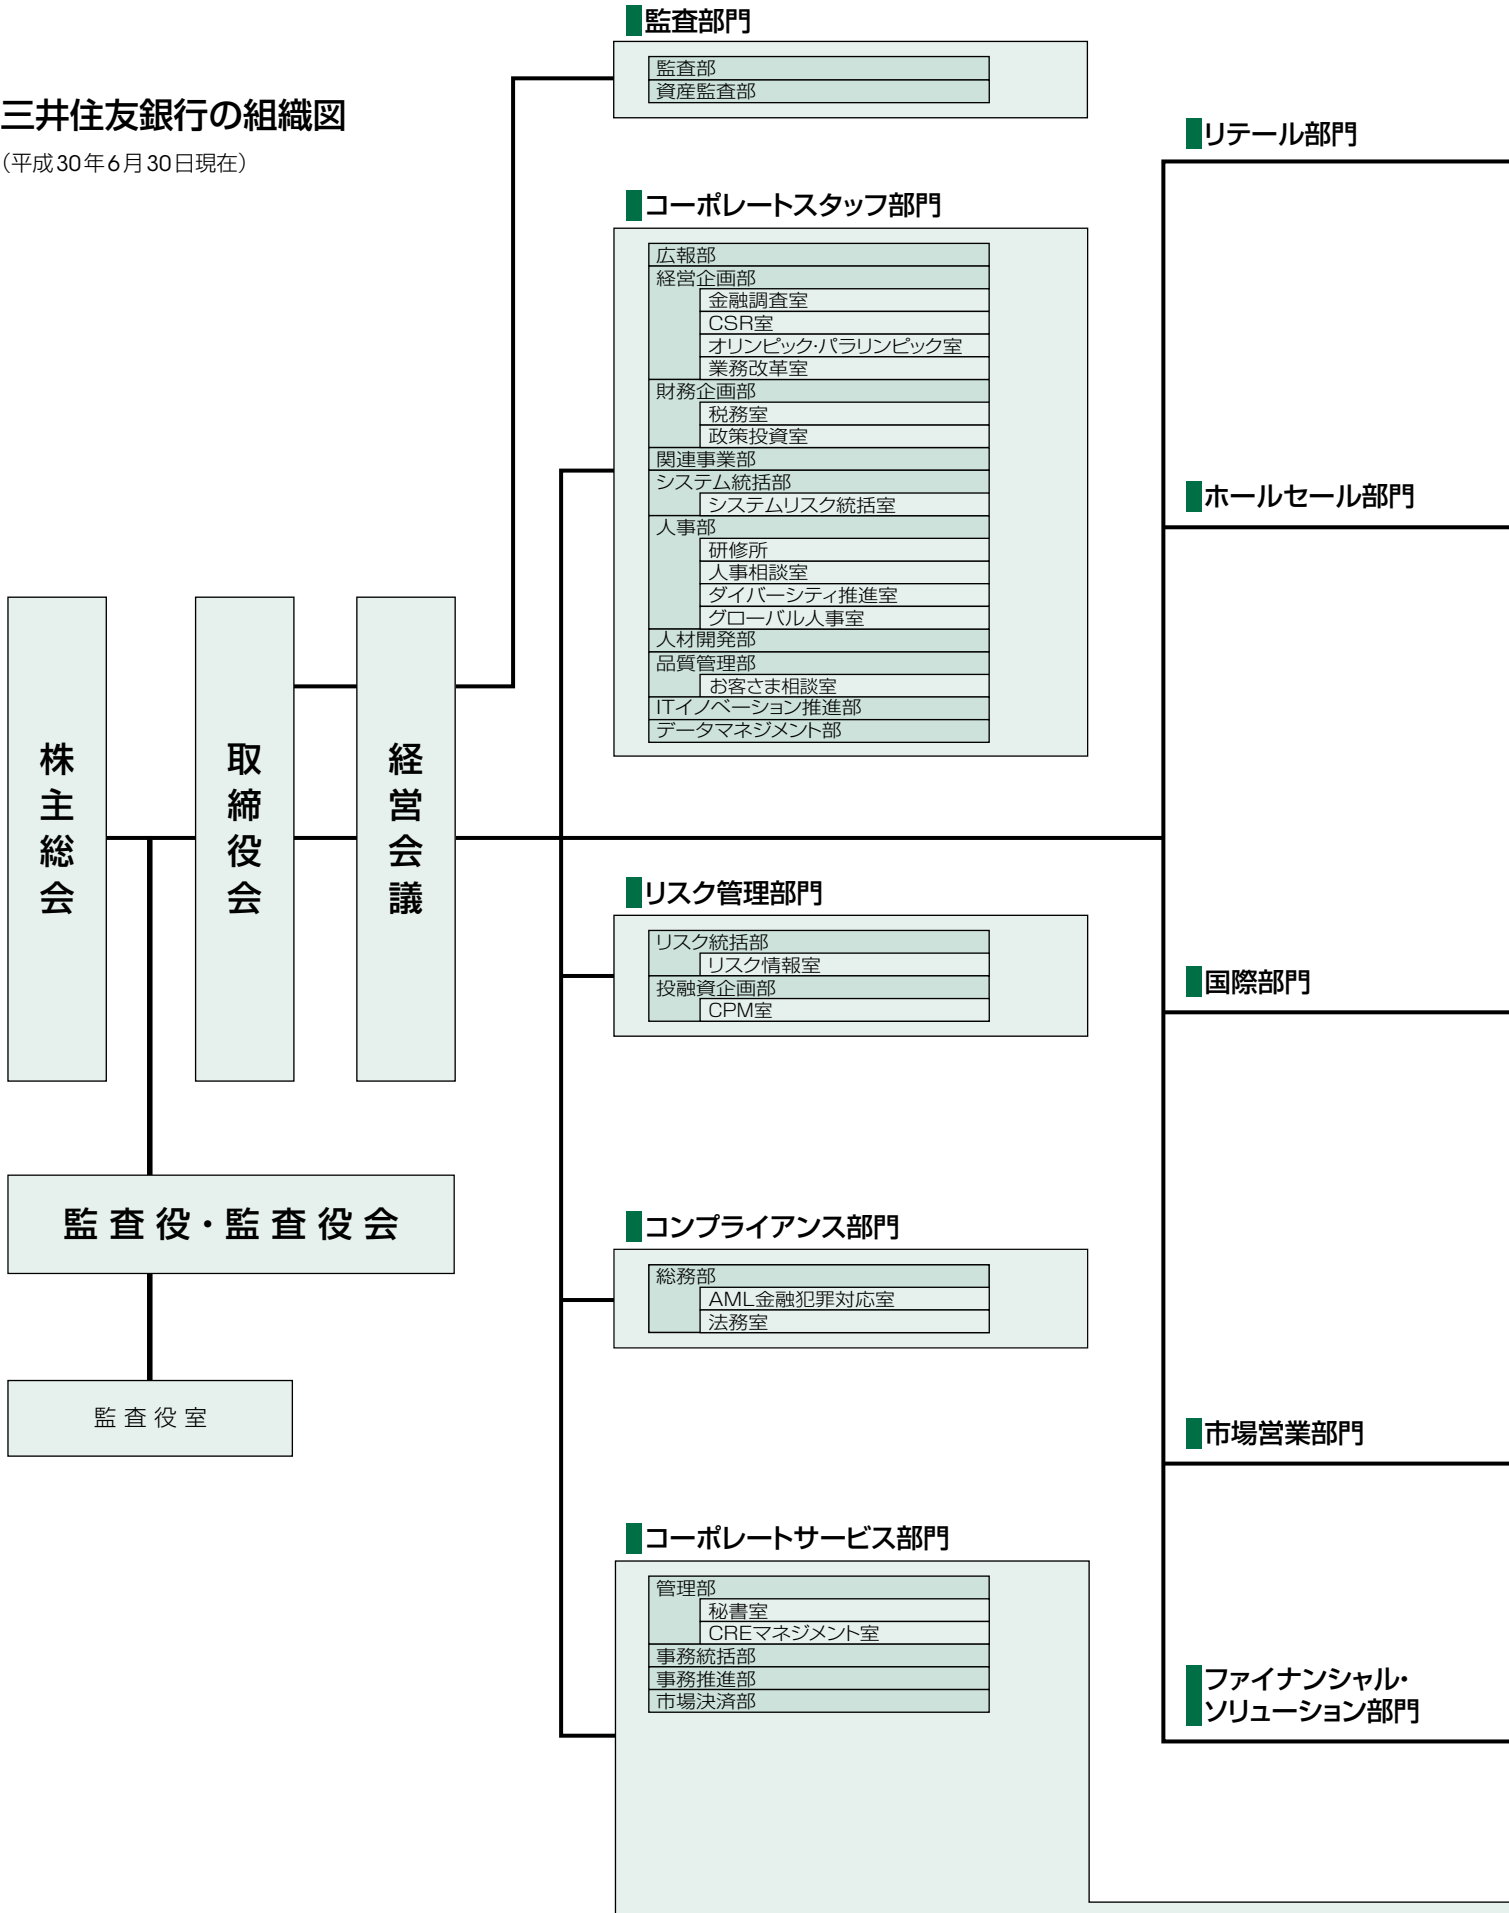 三井住友銀行の組織図
（平成30年6月30日現在）
株主総会
取締役会
経営会議
監査役・監査役会
監査役室
監査部門
監査部
資産監査部
コーポレートスタッフ部門
広報部
経営企画部
金融調査室
CSR室
オリンピック・パラリンピック室
業務改革室
財務企画部
税務室
政策投資室
関連事業部
システム統括部
システムリスク統括室
人事部
研修所
人事相談室
ダイバーシティ推進室
グローバル人事室
人材開発部
品質管理部
お客さま相談室
ITイノベーション推進部
データマネジメント部
リスク管理部門
リスク統括部
リスク情報室
投融資企画部
CPM室
コンプライアンス部門
総務部
AML金融犯罪対応室
法務室
コーポレートサービス部門
管理部
秘書室
CREマネジメント室
事務統括部
事務推進部
市場決済部
リテール部門
ホールセール部門
国際部門
市場営業部門
ファイナンシャル・
ソリューション部門